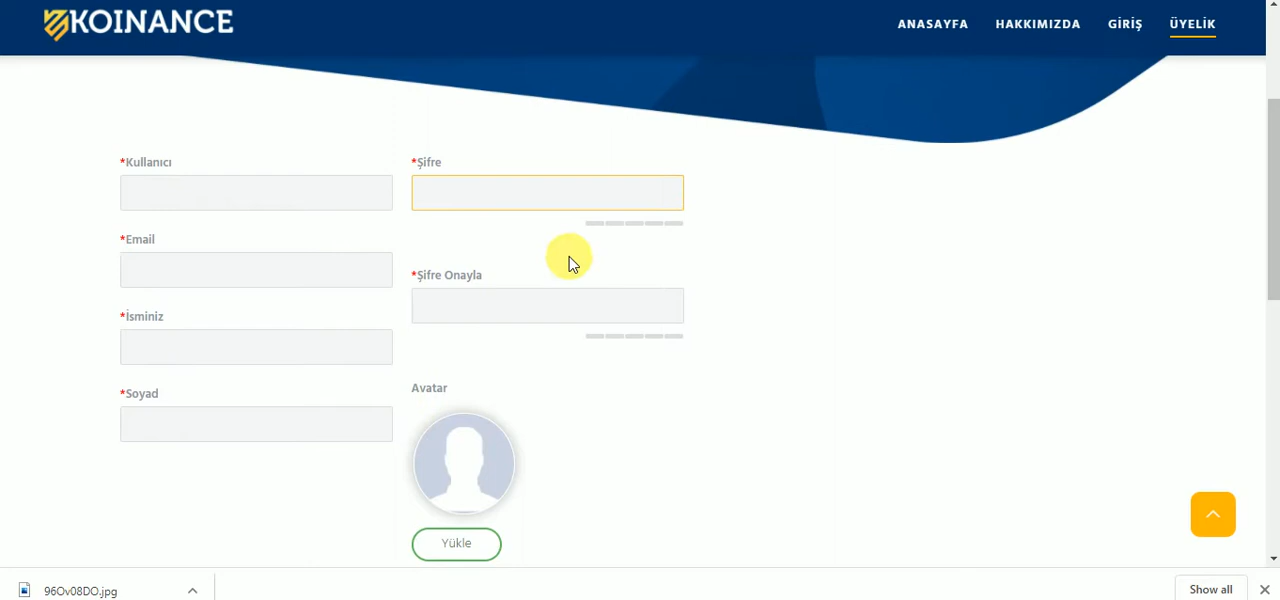 KOINANCE
ANASAYFA HAKKIMIZDA GİRİŞ ÜYELİK
*Kullanıcı
*Şifre
*Email
*Şifre Onayla
*İsminiz
*Soyad
Avatar
Yükle
96Ov08DO.jpg
Show all